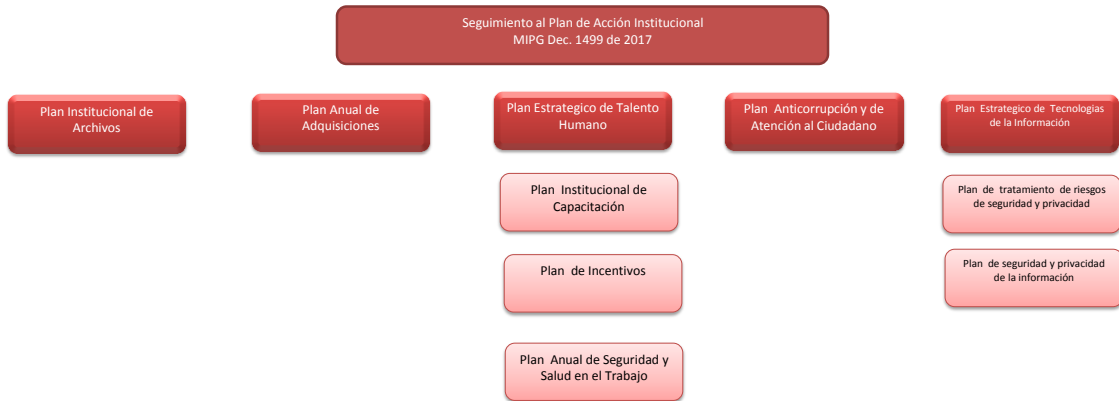 Seguimiento al Plan de Acción Institucional
MIPG Dec. 1499 de 2017
Plan Institucional de
Archivos
Plan Anual de
Adquisiciones
Plan Estrategico de Talento
Humano
Plan Anticorrupción y de
Atención al Ciudadano
Plan Estrategico de Tecnologias
de la Información
Plan Institucional de
Capacitación
Plan de Incentivos
Plan Anual de Seguridad y
Salud en el Trabajo
Plan de tratamiento de riesgos
de seguridad y privacidad
Plan de seguridad y privacidad
de la información